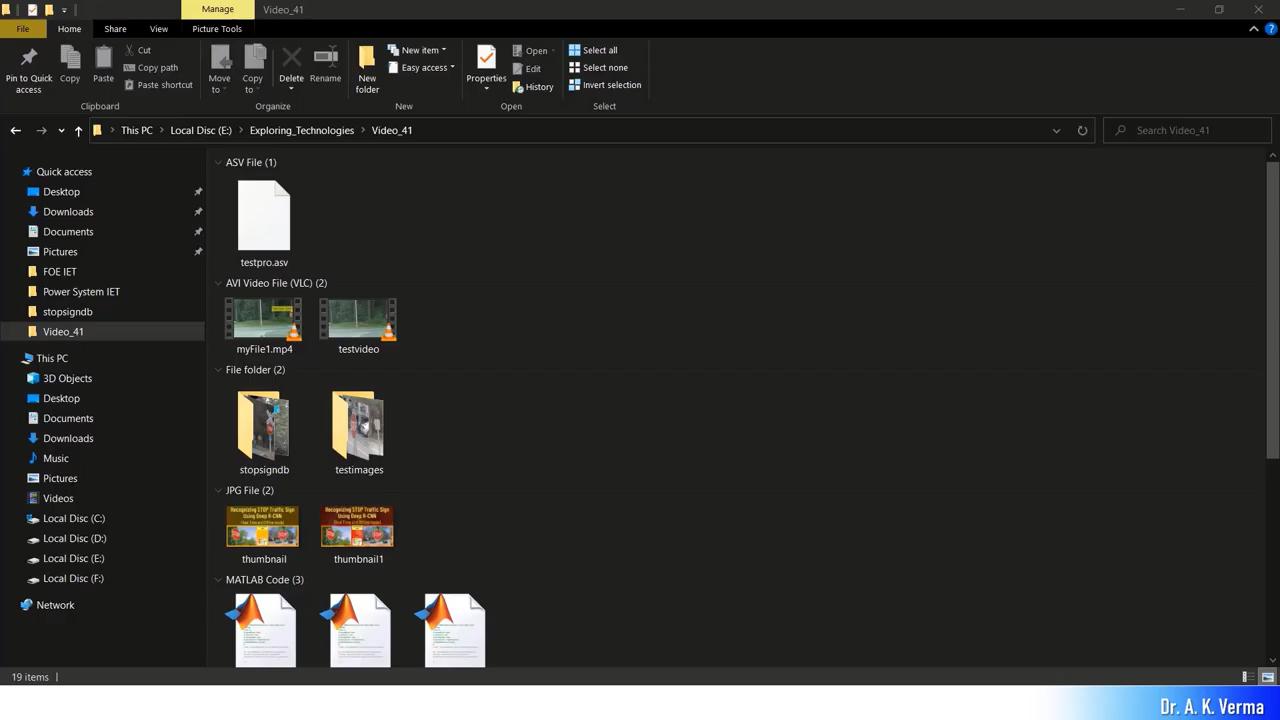 Manage
Video_41
File
Home
Share
View
Picture Tools
Pin to Quick access
Copy
Paste
Cut
Copy path
Paste shortcut
Clipboard
Move to
Copy to
Delete
Rename
Organize
New folder
New item
Easy access
New
Properties
Open
Edit
History
Open
Select all
Select none
Invert selection
Select
This PC
Local Disc (E:)
Exploring_Technologies
Video_41
Search Video_41
Quick access
Desktop
Downloads
Documents
Pictures
FOE IET
Power System IET
stopsigndb
Video_41
This PC
3D Objects
Desktop
Documents
Downloads
Music
Pictures
Videos
Local Disc (C:)
Local Disc (D:)
Local Disc (E:)
Local Disc (F:)
Network
ASV File (1)
testpro.asv
AVI Video File (VLC) (2)
myFile1.mp4
testvideo
File folder (2)
stopsigndb
testimages
JPG File (2)
Recognizing STOP Traffic Sign
Using Deep R-CNN
Recognizing STOP Traffic Sign
Using Deep R-CNN
thumbnail
thumbnail1
MATLAB Code (3)
19 items
Dr. A. K. Verma